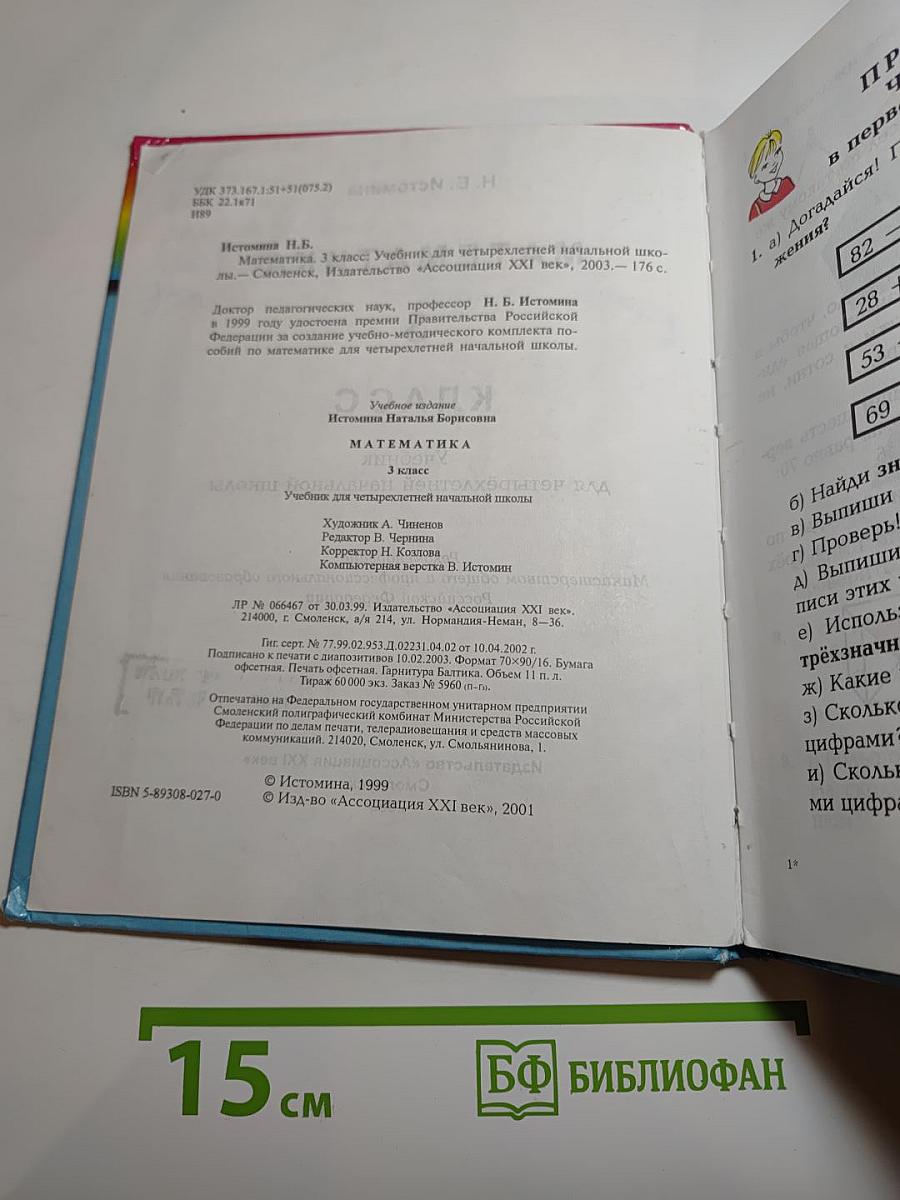 УДК 373.167.1:51+51(075.2)
ББК 22.1я71
И89
Истомина Н.Б.
Математика. 3 класс: Учебник для четырехлетней начальной шко-
лы.— Смоленск, Издательство «Ассоциация XXI век», 2003.— 176 с.
Доктор педагогических наук, профессор Н. Б. Истомина
в 1999 году удостоена премии Правительства Российской
Федерации за создание учебно-методического комплекта по-
собий по математике для четырехлетней начальной школы.
Учебное издание
Истомина Наталья Борисовна
МАТЕМАТИКА
3 класс
Учебник для четырехлетней начальной школы
Художник А. Чиненов
Редактор В. Чернина
Корректор Н. Козлова
Компьютерная верстка В. Истомин
ЛР № 066467 от 30.03.99. Издательство «Ассоциация XXI век».
214000, г. Смоленск, а/я 214, ул. Нормандия-Неман, 8—36.
Гиг. серт. № 77.99.02.953.Д.02231.04.02 от 10.04.2002 г.
Подписано к печати с диапозитивов 10.02.2003. Формат 70×90/16. Бумага
офсетная. Печать офсетная. Гарнитура Балтика. Объем 11 п. л.
Тираж 60 000 экз. Заказ № 5960 (п-гз).
Отпечатано на Федеральном государственном унитарном предприятии
Смоленский полиграфический комбинат Министерства Российской
Федерации по делам печати, телерадиовещания и средств массовых
коммуникаций. 214020, Смоленск, ул. Смольянинова, 1.
© Истомина, 1999
ISBN 5-89308-027-0
© Изд-во «Ассоциация XXI век», 2001
ПР
в перво
1. а) Догадайся! П
жения?
82 −
28 +
53
69
б) Найди зн
в) Выпиши
г) Проверь!
д) Выпиши
писи этих
е) Использ
трёхзначн
ж) Какие
з) Сколько
цифрами?
и) Скольк
ми цифра
1*
15 см
БФ БИБЛИОФАН